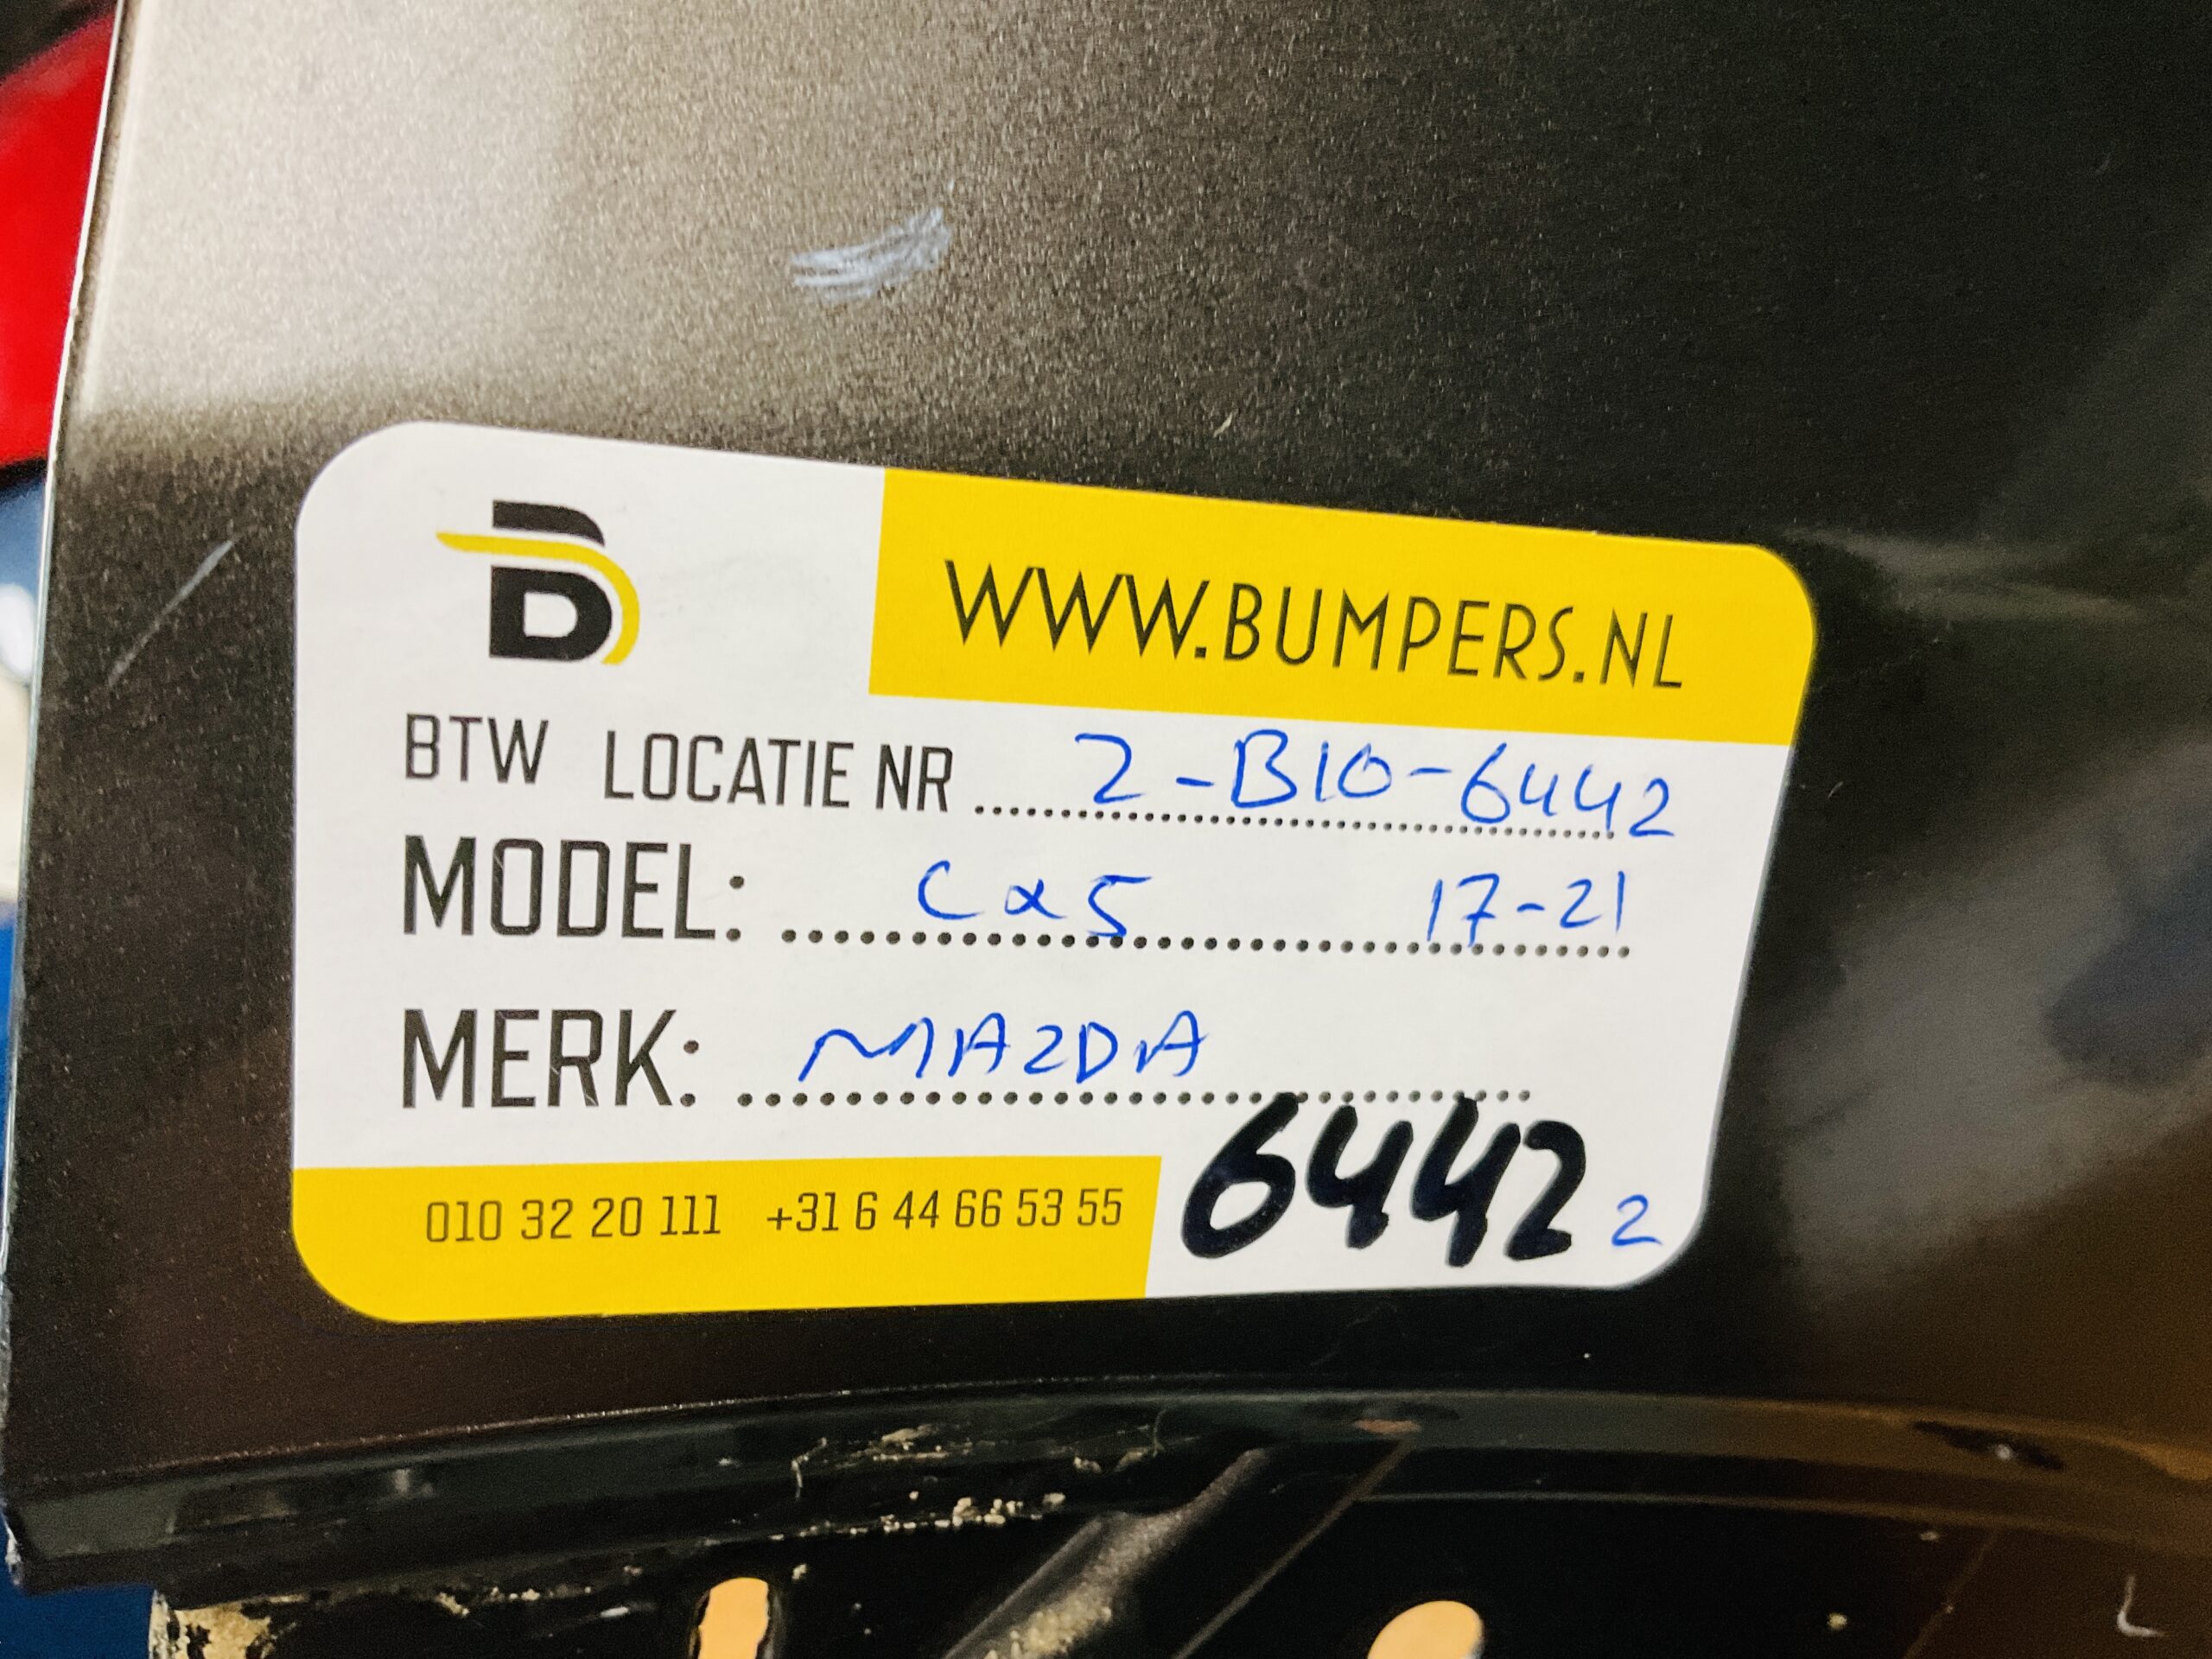 B
WWW.BUMPERS.NL
BTW LOCATIE NR 2-B10-6442
MODEL: Cx5 17-21
MERK: MAZDA
010 32 20 111 +31 6 44 66 53 55
6442 2